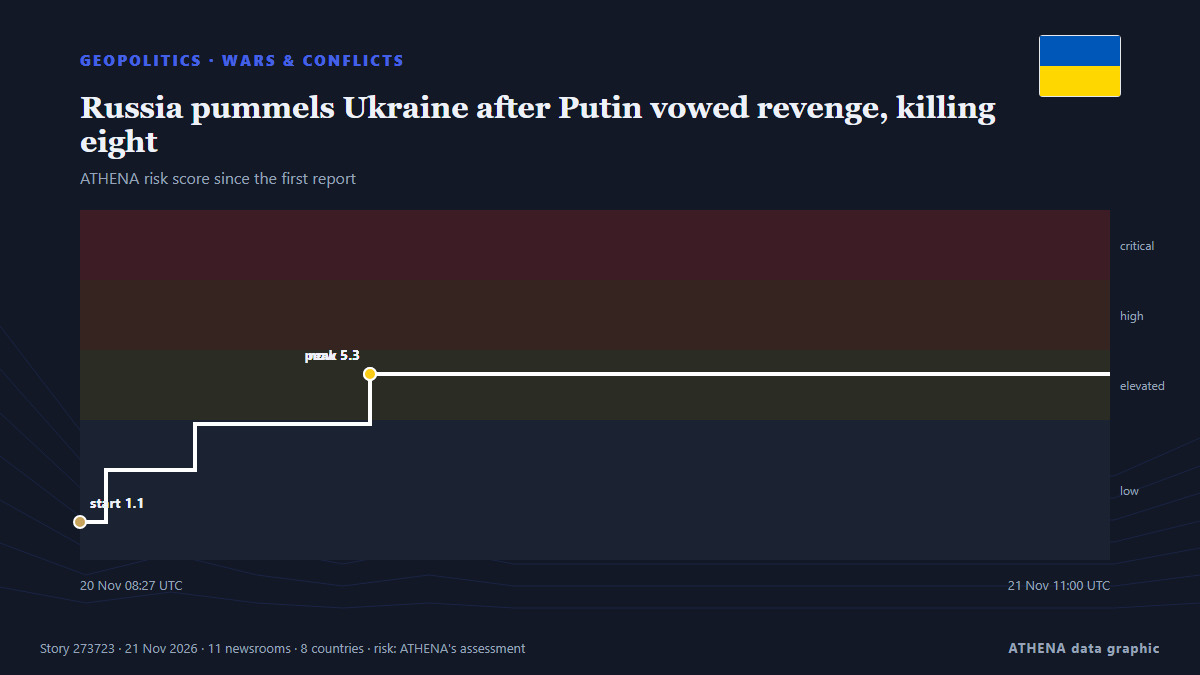 GEOPOLITICS · WARS & CONFLICTS
Russia pummels Ukraine after Putin vowed revenge, killing
eight
ATHENA risk score since the first report
critical
high
peak 5.3
elevated
start 1.1
low
20 Nov 08:27 UTC
21 Nov 11:00 UTC
Story 273723 · 21 Nov 2026 · 11 newsrooms · 8 countries · risk: ATHENA's assessment
ATHENA data graphic